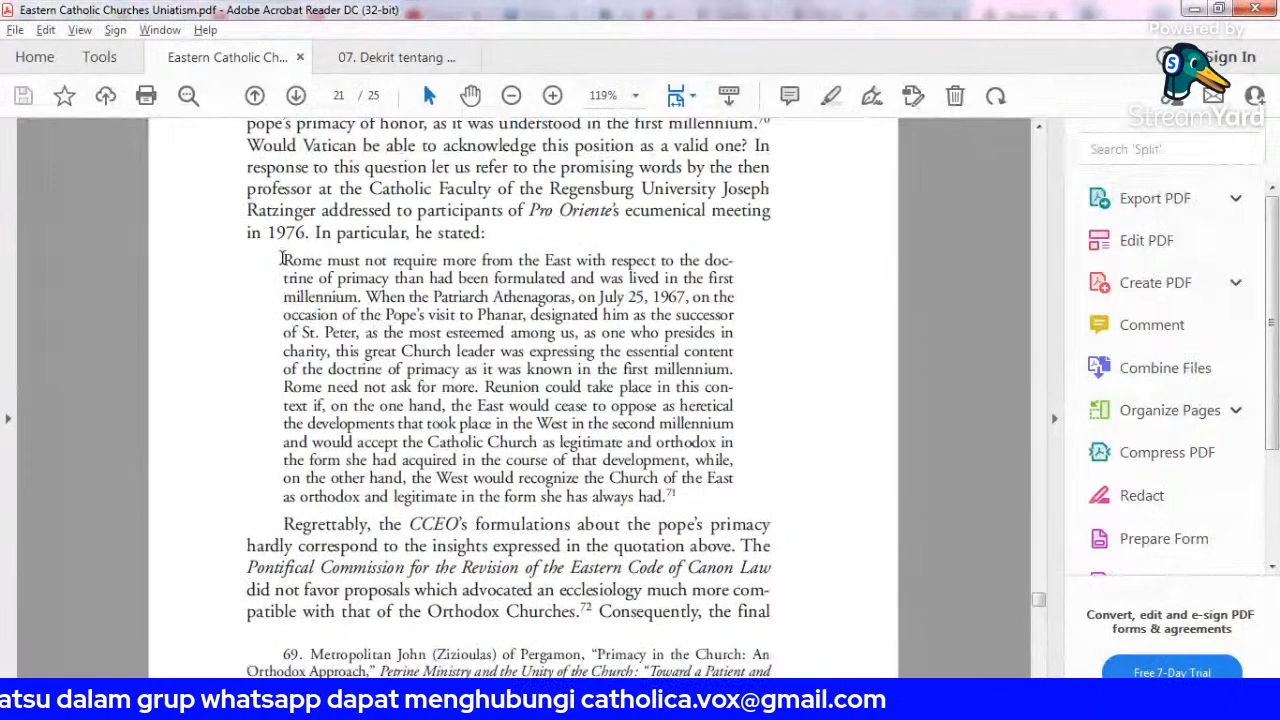 Eastern Catholic Churches Uniatism.pdf - Adobe Acrobat Reader DC (32-bit)
File Edit View Sign Window Help
Powered by
Home Tools Eastern Catholic Ch... × 07. Dekrit tentang ... Sign In
21 / 25 119%
StreamYard
pope's primacy of honor, as it was understood in the first millennium.70
Would Vatican be able to acknowledge this position as a valid one? In
response to this question let us refer to the promising words by the then
professor at the Catholic Faculty of the Regensburg University Joseph
Ratzinger addressed to participants of Pro Oriente's ecumenical meeting
in 1976. In particular, he stated:
Rome must not require more from the East with respect to the doc-
trine of primacy than had been formulated and was lived in the first
millennium. When the Patriarch Athenagoras, on July 25, 1967, on the
occasion of the Pope's visit to Phanar, designated him as the successor
of St. Peter, as the most esteemed among us, as one who presides in
charity, this great Church leader was expressing the essential content
of the doctrine of primacy as it was known in the first millennium.
Rome need not ask for more. Reunion could take place in this con-
text if, on the one hand, the East would cease to oppose as heretical
the developments that took place in the West in the second millennium
and would accept the Catholic Church as legitimate and orthodox in
the form she had acquired in the course of that development, while,
on the other hand, the West would recognize the Church of the East
as orthodox and legitimate in the form she has always had.71
Regrettably, the CCEO's formulations about the pope's primacy
hardly correspond to the insights expressed in the quotation above. The
Pontifical Commission for the Revision of the Eastern Code of Canon Law
did not favor proposals which advocated an ecclesiology much more com-
patible with that of the Orthodox Churches.72 Consequently, the final
69. Metropolitan John (Zizioulas) of Pergamon, “Primacy in the Church: An
Orthodox Approach,” Petrine Ministry and the Unity of the Church: “Toward a Patient and
Search 'Split'
Export PDF
Edit PDF
Create PDF
Comment
Combine Files
Organize Pages
Compress PDF
Redact
Prepare Form
Convert, edit and e-sign PDF
forms & agreements
Free 7-Day Trial
atsu dalam grup whatsapp dapat menghubungi catholica.vox@gmail.com